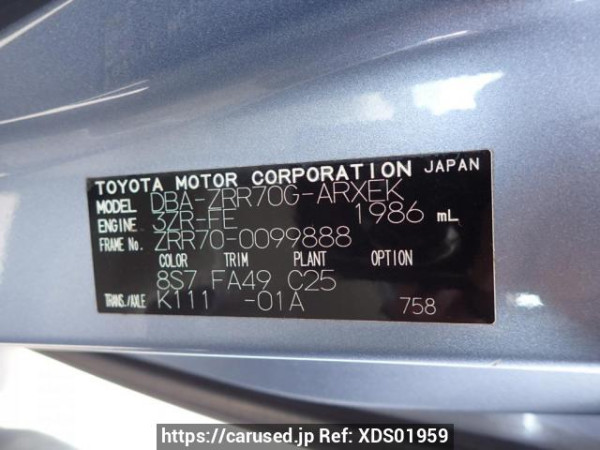 TOYOTA MOTOR CORPORATION JAPAN
MODEL DBA-ZRR70G-ARXEK
ENGINE 3ZR-FE 1986 mL
FRAME No. ZRR70-0099888
COLOR TRIM PLANT OPTION
8S7 FA49 C25
TRANS./AXLE K111 -01A 758
https://carused.jp Ref: XDS01959